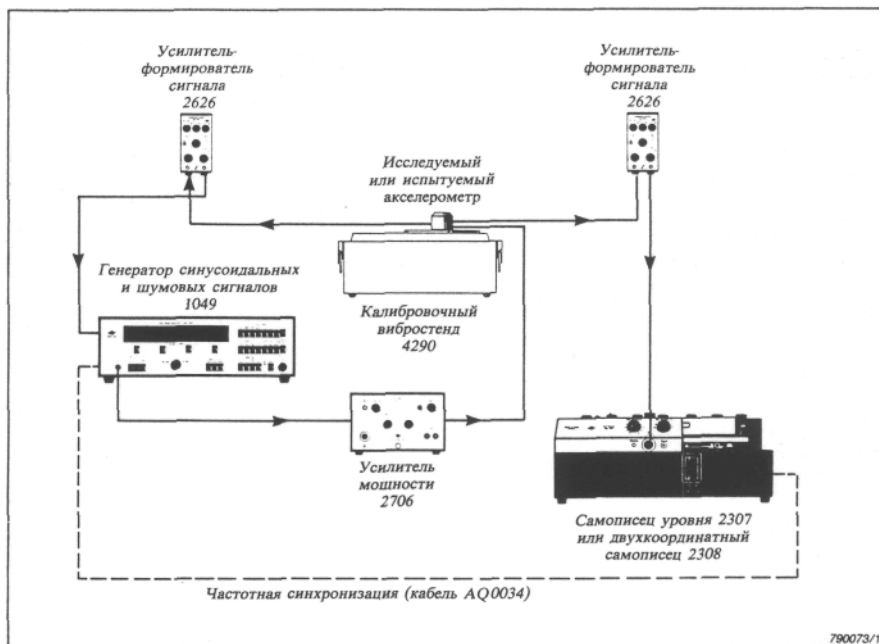 Усилитель-
формирователь
сигнала
2626
Усилитель-
формирователь
сигнала
2626
Исследуемый
или испытуемый
акселерометр
Генератор синусоидальных
и шумовых сигналов
1049
Калибровочный
вибростенд
4290
Усилитель
мощности
2706
Самописец уровня 2307
или двухкоординатный
самописец 2308
Частотная синхронизация (кабель AQ0034)
790073/1